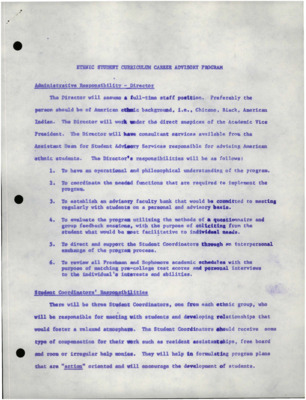 ETHNIC STUDENT CURRICULUM CAREER ADVISORY PROGRAM
Administrative Responsibility - Director
The Director will assume a full-time staff position. Preferably the
person should be of American ethnic background, i.e., Chicano, Black, American
Indian. The Director will work under the direct auspices of the Academic Vice
President. The Director will have consultant services available from the
Assistant Dean for Student Advisory Services responsible for advising American
ethnic students. The Director's responsibilities will be as follows:
1. To have an operational and philosophical understanding of the program.
2. To coordinate the needed functions that are required to implement the
program.
3. To establish an advisory faculty bank that would be committed to meeting
regularly with students on a personal and advisory basis.
4. To evaluate the program utilizing the methods of a questionnaire and
group feedback sessions, with the purpose of soliciting from the
student what would be most facilitative to individual needs.
5. To direct and support the Student Coordinators through an interpersonal
exchange of the program process.
6. To review all Freshman and Sophomore academic schedules with the
purpose of matching pre-college test scores and personal interviews
to the individual's interests and abilities.
Student Coordinators' Responsibilities
There will be three Student Coordinators, one from each ethnic group, who
will be responsible for meeting with students and developing relationships that
would foster a relaxed atmosphere. The Student Coordinators should receive some
type of compensation for their work such as resident assistantships, free board
and room or irregular help monies. They will help in formulating program plans
that are "action" oriented and will encourage the development of students.